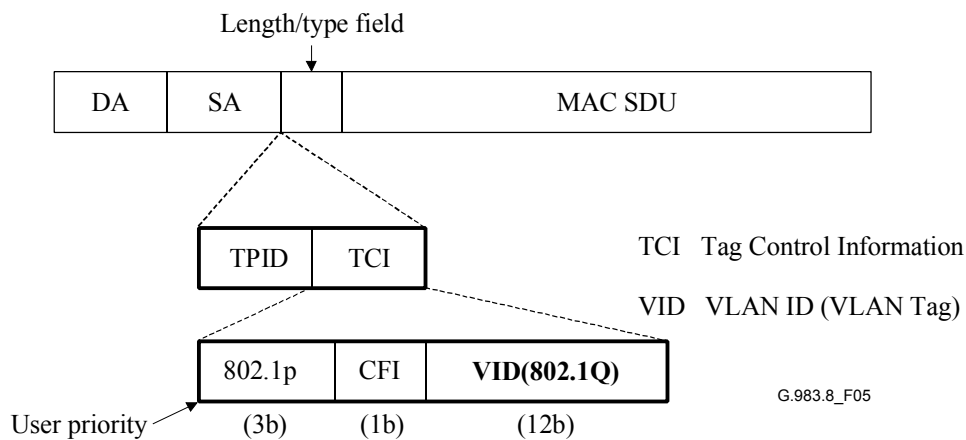 Length/type field
DA SA MAC SDU
TPID TCI
TCI Tag Control Information
VID VLAN ID (VLAN Tag)
802.1p CFI VID(802.1Q)
G.983.8_F05
User priority (3b) (1b) (12b)